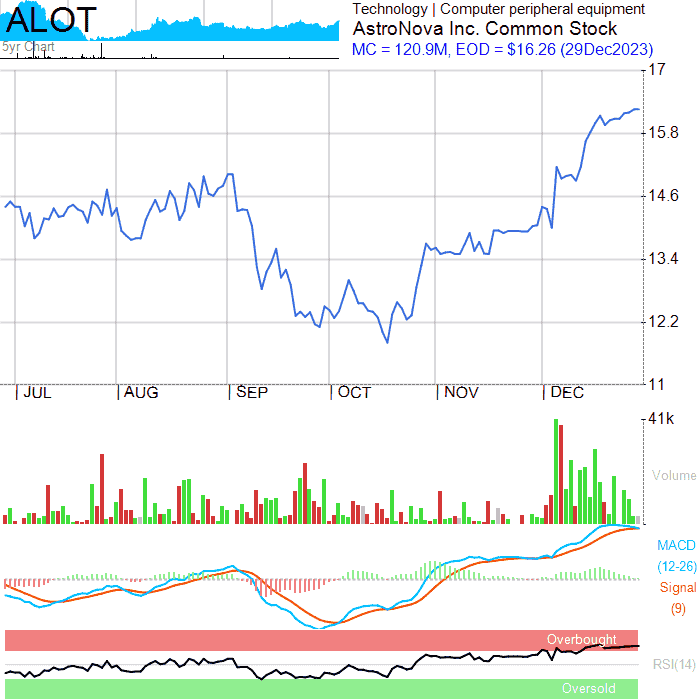 ALOT
5yr Chart
Technology | Computer peripheral equipment
AstroNova Inc. Common Stock
MC = 120.9M, EOD = $16.26 (29Dec2023)
17
15.8
14.6
13.4
12.2
11
JUL AUG SEP OCT NOV DEC
41k
Volume
MACD
(12-26)
Signal
(9)
Overbought
RSI(14)
Oversold